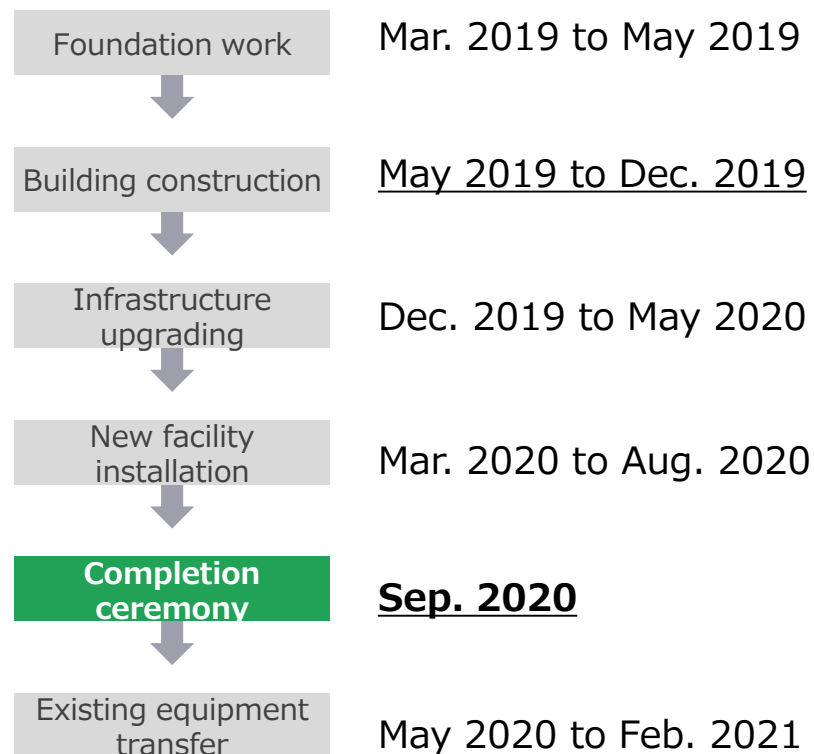 Foundation work
Mar. 2019 to May 2019
Building construction
May 2019 to Dec. 2019
Infrastructure
upgrading
Dec. 2019 to May 2020
New facility
installation
Mar. 2020 to Aug. 2020
Completion
ceremony
Sep. 2020
Existing equipment
transfer
May 2020 to Feb. 2021